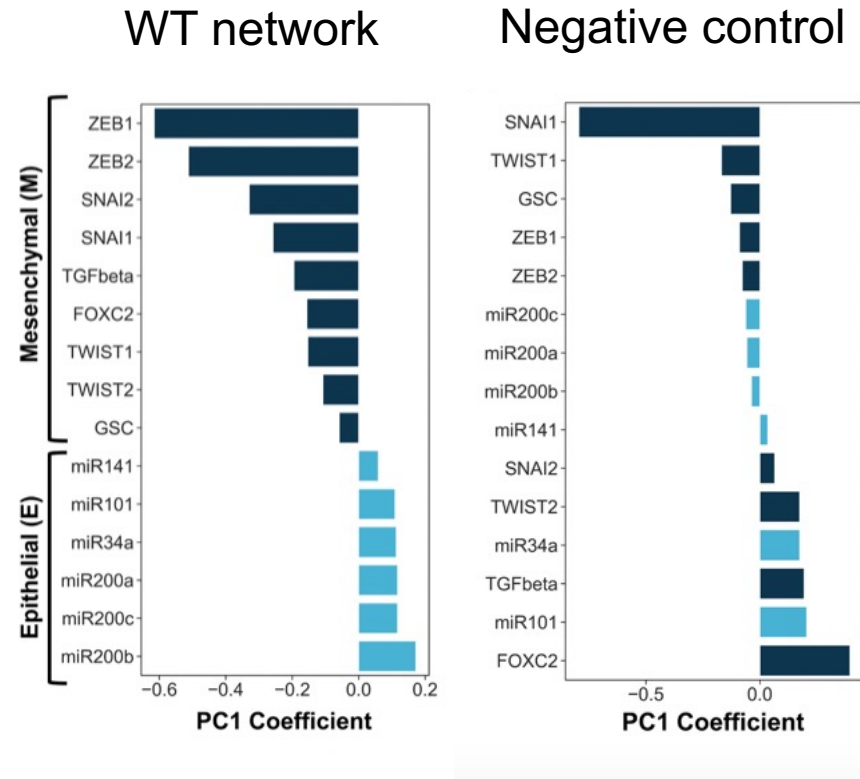 WT network
Mesenchymal (M)
Epithelial (E)
ZEB1
ZEB2
SNAI2
SNAI1
TGFbeta
FOXC2
TWIST1
TWIST2
GSC
miR141
miR101
miR34a
miR200a
miR200c
miR200b
−0.6 −0.4 −0.2 0.0 0.2
PC1 Coefficient
Negative control
SNAI1
TWIST1
GSC
ZEB1
ZEB2
miR200c
miR200a
miR200b
miR141
SNAI2
TWIST2
miR34a
TGFbeta
miR101
FOXC2
−0.5 0.0
PC1 Coefficient